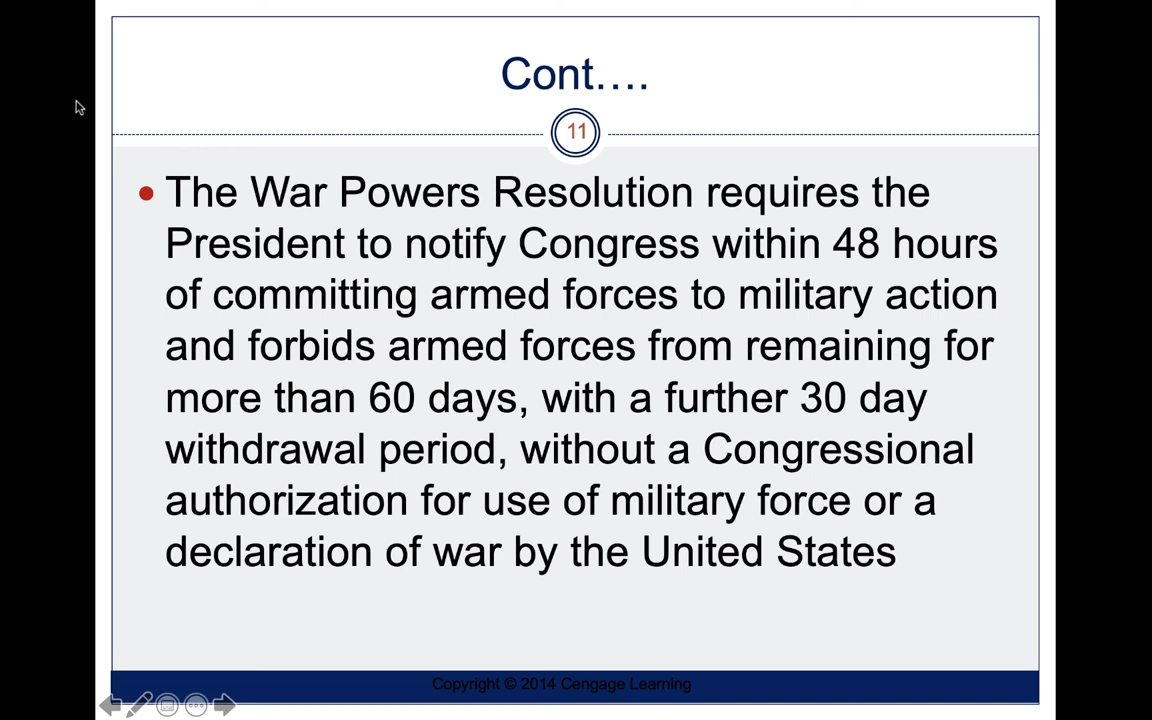 Cont....
11
• The War Powers Resolution requires the
President to notify Congress within 48 hours
of committing armed forces to military action
and forbids armed forces from remaining for
more than 60 days, with a further 30 day
withdrawal period, without a Congressional
authorization for use of military force or a
declaration of war by the United States
Copyright © 2014 Cengage Learning